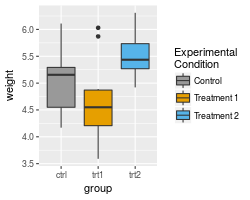 6.0
5.5
5.0
4.5
4.0
3.5
weight
ctrl trt1 trt2
group
Experimental
Condition
Control
Treatment 1
Treatment 2